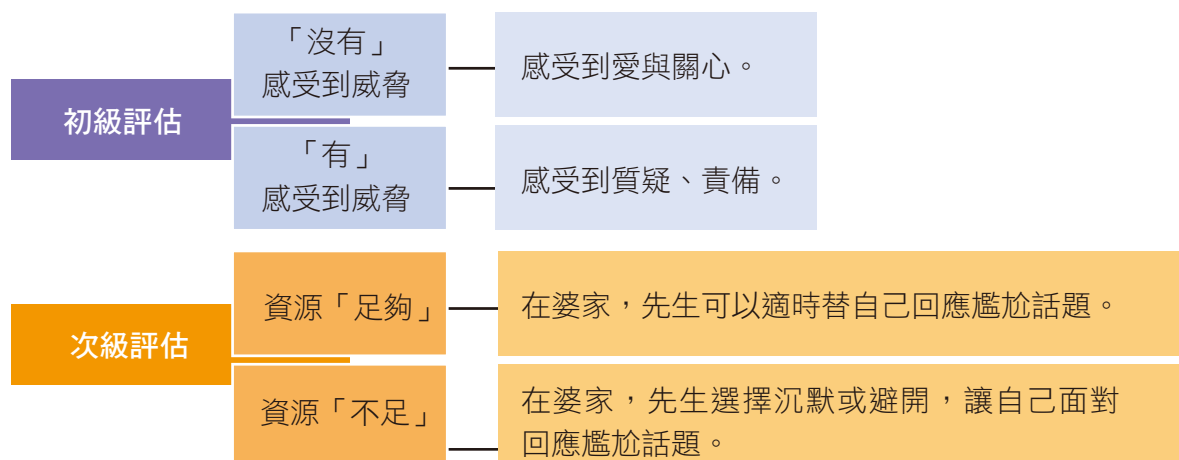 初級評估
「沒有」
感受到威脅
感受到愛與關心。
「有」
感受到威脅
感受到質疑、責備。
次級評估
資源「足夠」
在婆家，先生可以適時替自己回應尷尬話題。
資源「不足」
在婆家，先生選擇沉默或避開，讓自己面對
回應尷尬話題。